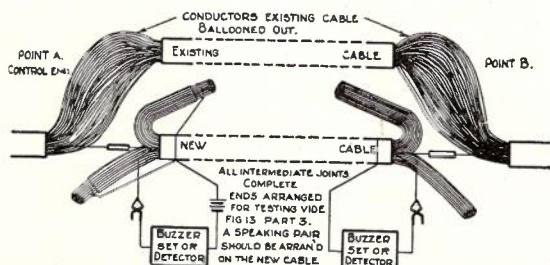 CONDUCTORS EXISTING CABLE
BALLOONED OUT.
POINT A.
CONTROL END.
EXISTING CABLE
POINT B.
NEW CABLE
ALL INTERMEDIATE JOINTS
COMPLETE
ENDS ARRANGED
FOR TESTING VIDE
FIG 13 PART 3.
A SPEAKING PAIR
SHOULD BE ARRAN'D
ON THE NEW CABLE
BUZZER
SET OR
DETECTOR
BUZZER
SET OR
DETECTOR